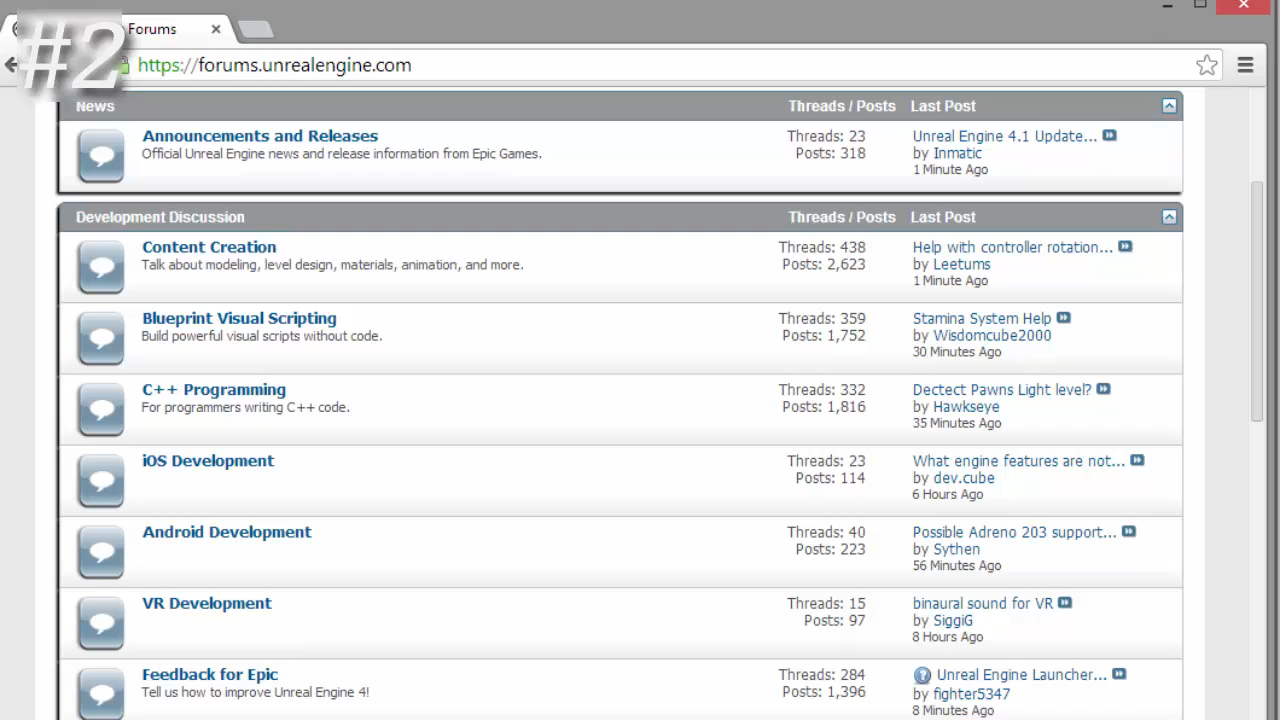 #2
Forums
https://forums.unrealengine.com
News Threads / Posts Last Post
Announcements and Releases Threads: 23 Unreal Engine 4.1 Update...
Official Unreal Engine news and release information from Epic Games. Posts: 318 by Inmatic
1 Minute Ago
Development Discussion Threads / Posts Last Post
Content Creation Threads: 438 Help with controller rotation...
Talk about modeling, level design, materials, animation, and more. Posts: 2,623 by Leetums
1 Minute Ago
Blueprint Visual Scripting Threads: 359 Stamina System Help
Build powerful visual scripts without code. Posts: 1,752 by Wisdomcube2000
30 Minutes Ago
C++ Programming Threads: 332 Dectect Pawns Light level?
For programmers writing C++ code. Posts: 1,816 by Hawkseye
35 Minutes Ago
iOS Development Threads: 23 What engine features are not...
Posts: 114 by dev.cube
6 Hours Ago
Android Development Threads: 40 Possible Adreno 203 support...
Posts: 223 by Sythen
56 Minutes Ago
VR Development Threads: 15 binaural sound for VR
Posts: 97 by SiggiG
8 Hours Ago
Feedback for Epic Threads: 284 Unreal Engine Launcher...
Tell us how to improve Unreal Engine 4! Posts: 1,396 by fighter5347
8 Minutes Ago